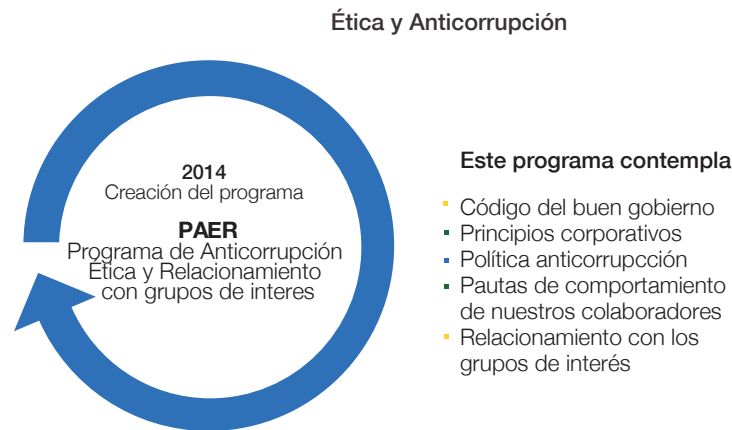 Ética y Anticorrupción
2014
Creación del programa
PAER
Programa de Anticorrupción
Ética y Relacionamiento
con grupos de interes
Este programa contempla
Código del buen gobierno
Principios corporativos
Política anticorrupcción
Pautas de comportamiento
de nuestros colaboradores
Relacionamiento con los
grupos de interés